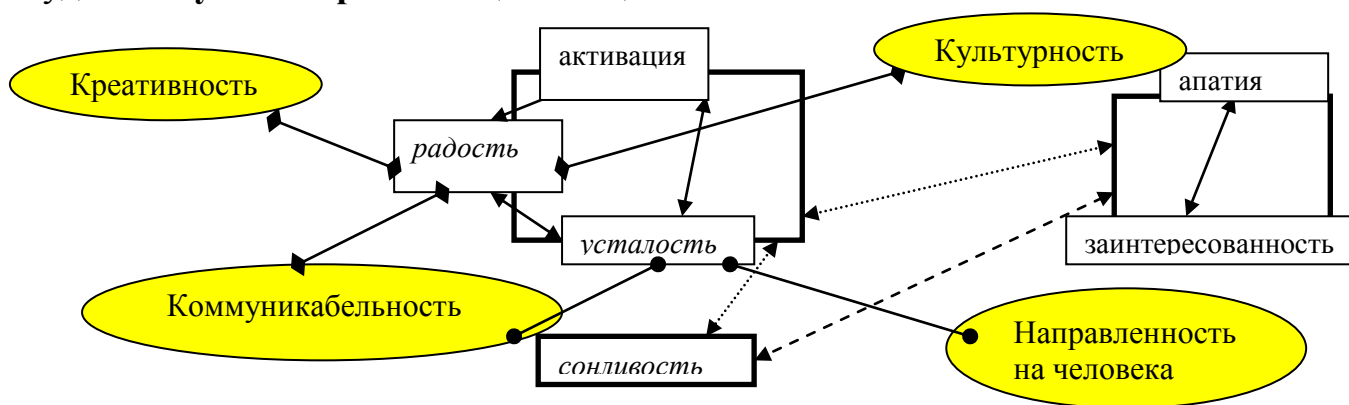 активация
Культурность
Креативность
апатия
радость
усталость
заинтересованность
Коммуникабельность
Направленность
на человека
сонливость